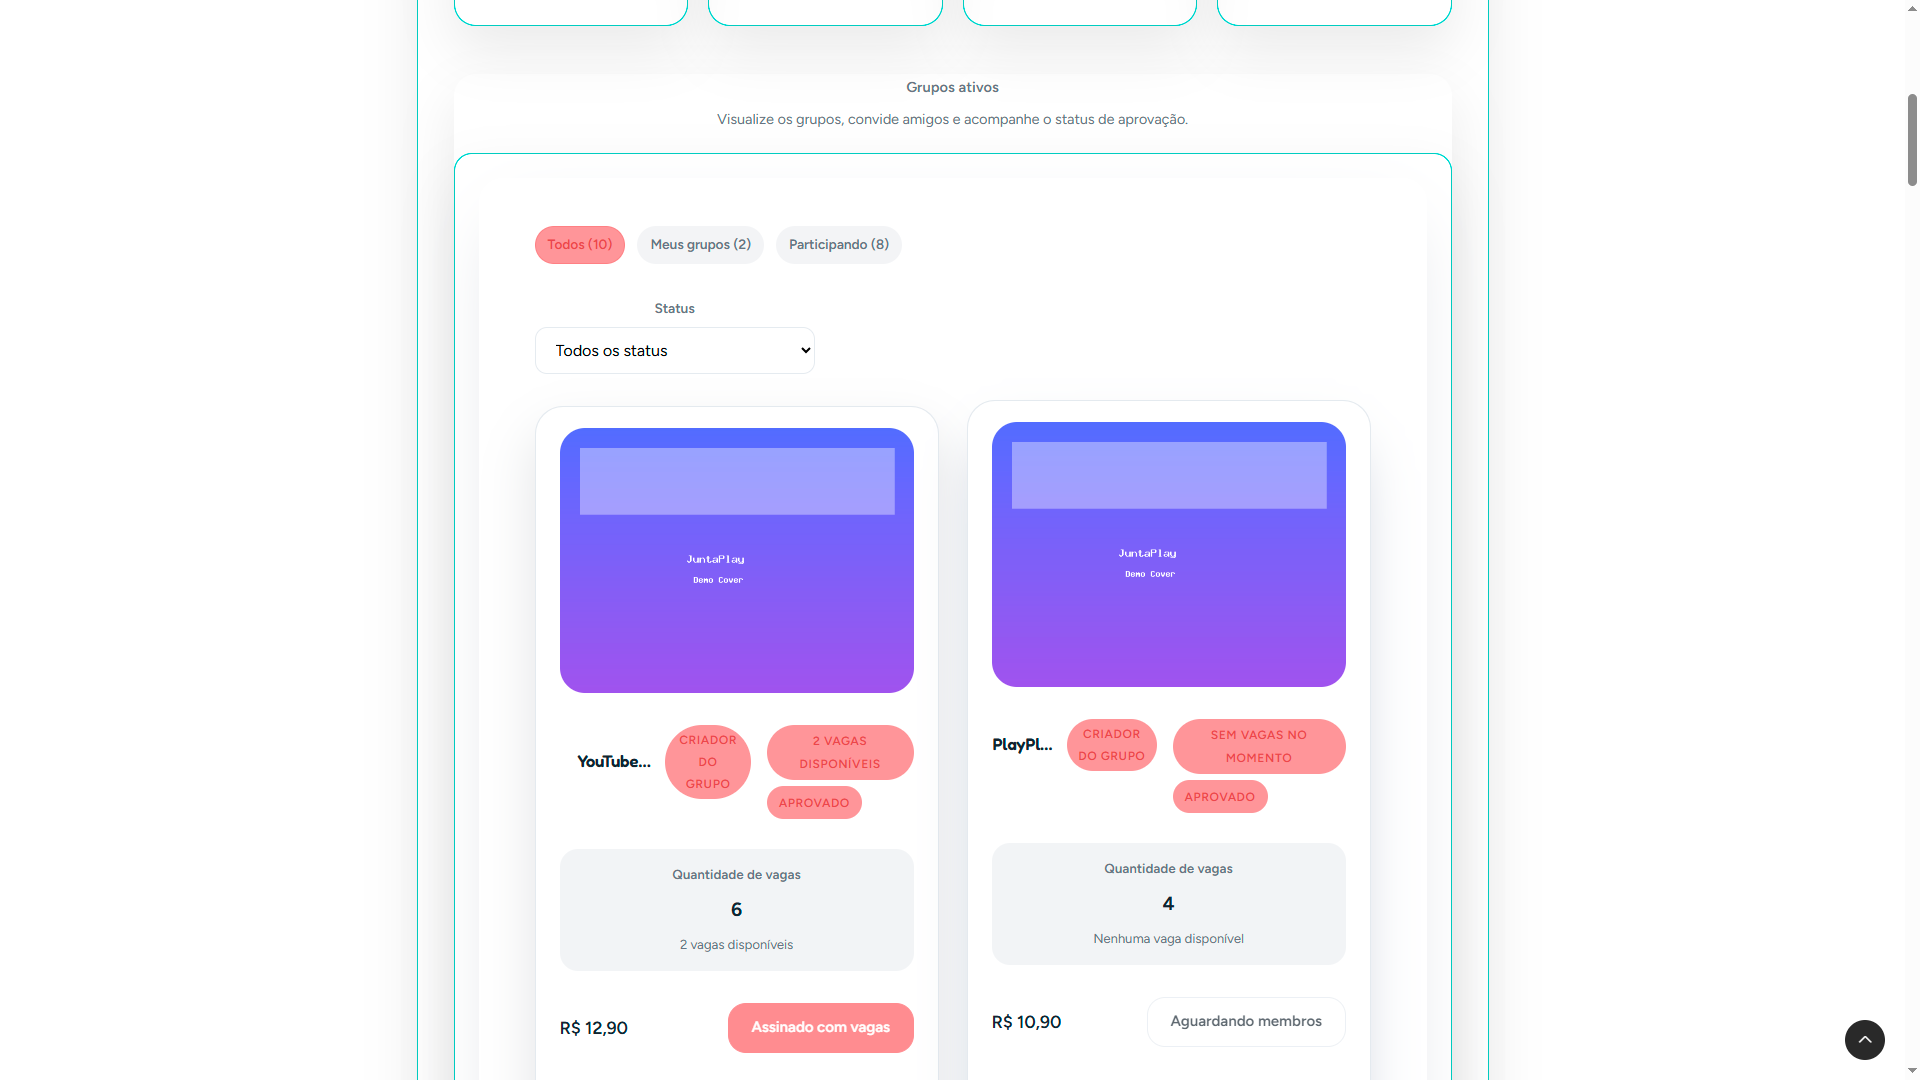 Grupos ativos
Visualize os grupos, convide amigos e acompanhe o status de aprovação.
Todos (10)
Meus grupos (2)
Participando (8)
Status
Todos os status
JuntaPlay
Demo Cover
YouTube...
CRIADOR
DO
GRUPO
2 VAGAS
DISPONÍVEIS
APROVADO
Quantidade de vagas
6
2 vagas disponíveis
R$ 12,90
Assinado com vagas
JuntaPlay
Demo Cover
PlayPl...
CRIADOR
DO GRUPO
SEM VAGAS NO
MOMENTO
APROVADO
Quantidade de vagas
4
Nenhuma vaga disponível
R$ 10,90
Aguardando membros